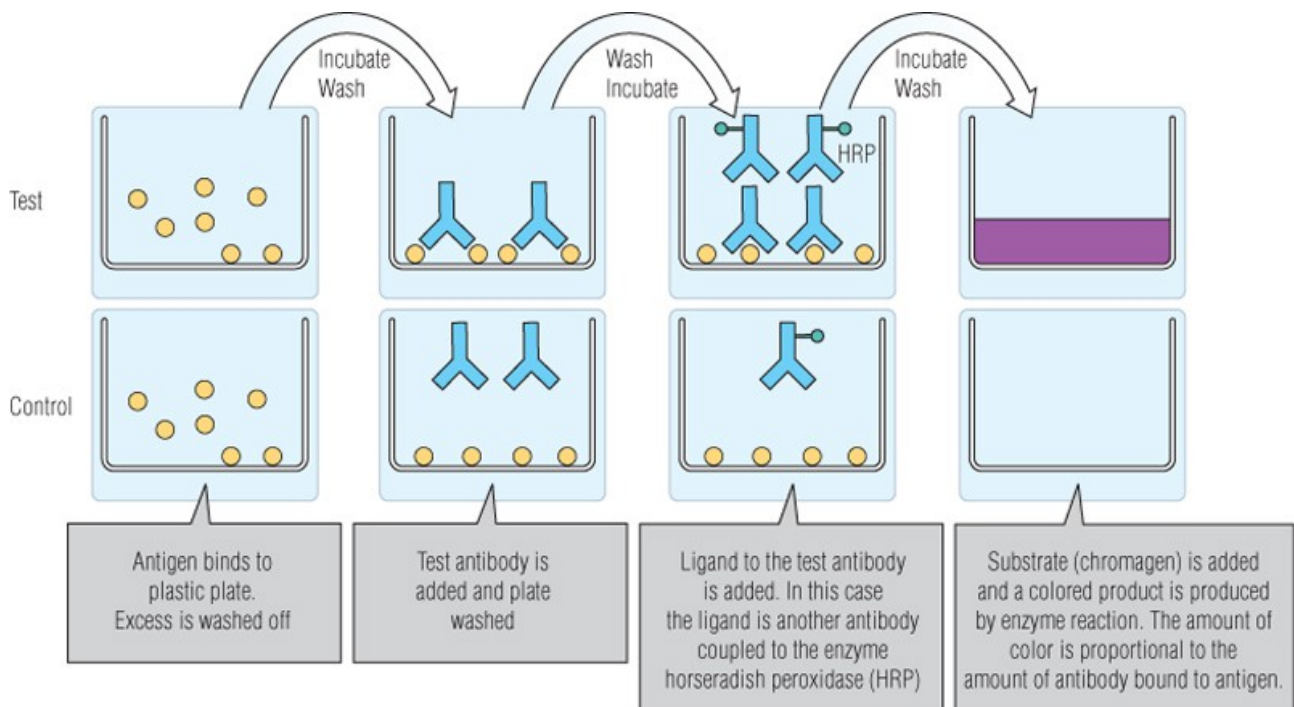 Incubate
Wash
Wash
Incubate
Incubate
Wash
Test
HRP
Control
Antigen binds to
plastic plate.
Excess is washed off
Test antibody is
added and plate
washed
Ligand to the test antibody
is added. In this case
the ligand is another antibody
coupled to the enzyme
horseradish peroxidase (HRP)
Substrate (chromagen) is added
and a colored product is produced
by enzyme reaction. The amount of
color is proportional to the
amount of antibody bound to antigen.